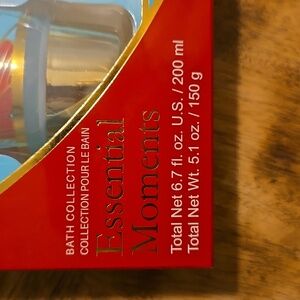 BATH COLLECTION
COLLECTION POUR LE BAIN
Essential
Moments
Total Net 6.7 fl. oz. U.S. / 200 ml
Total Net Wt. 5.1 oz. / 150 g